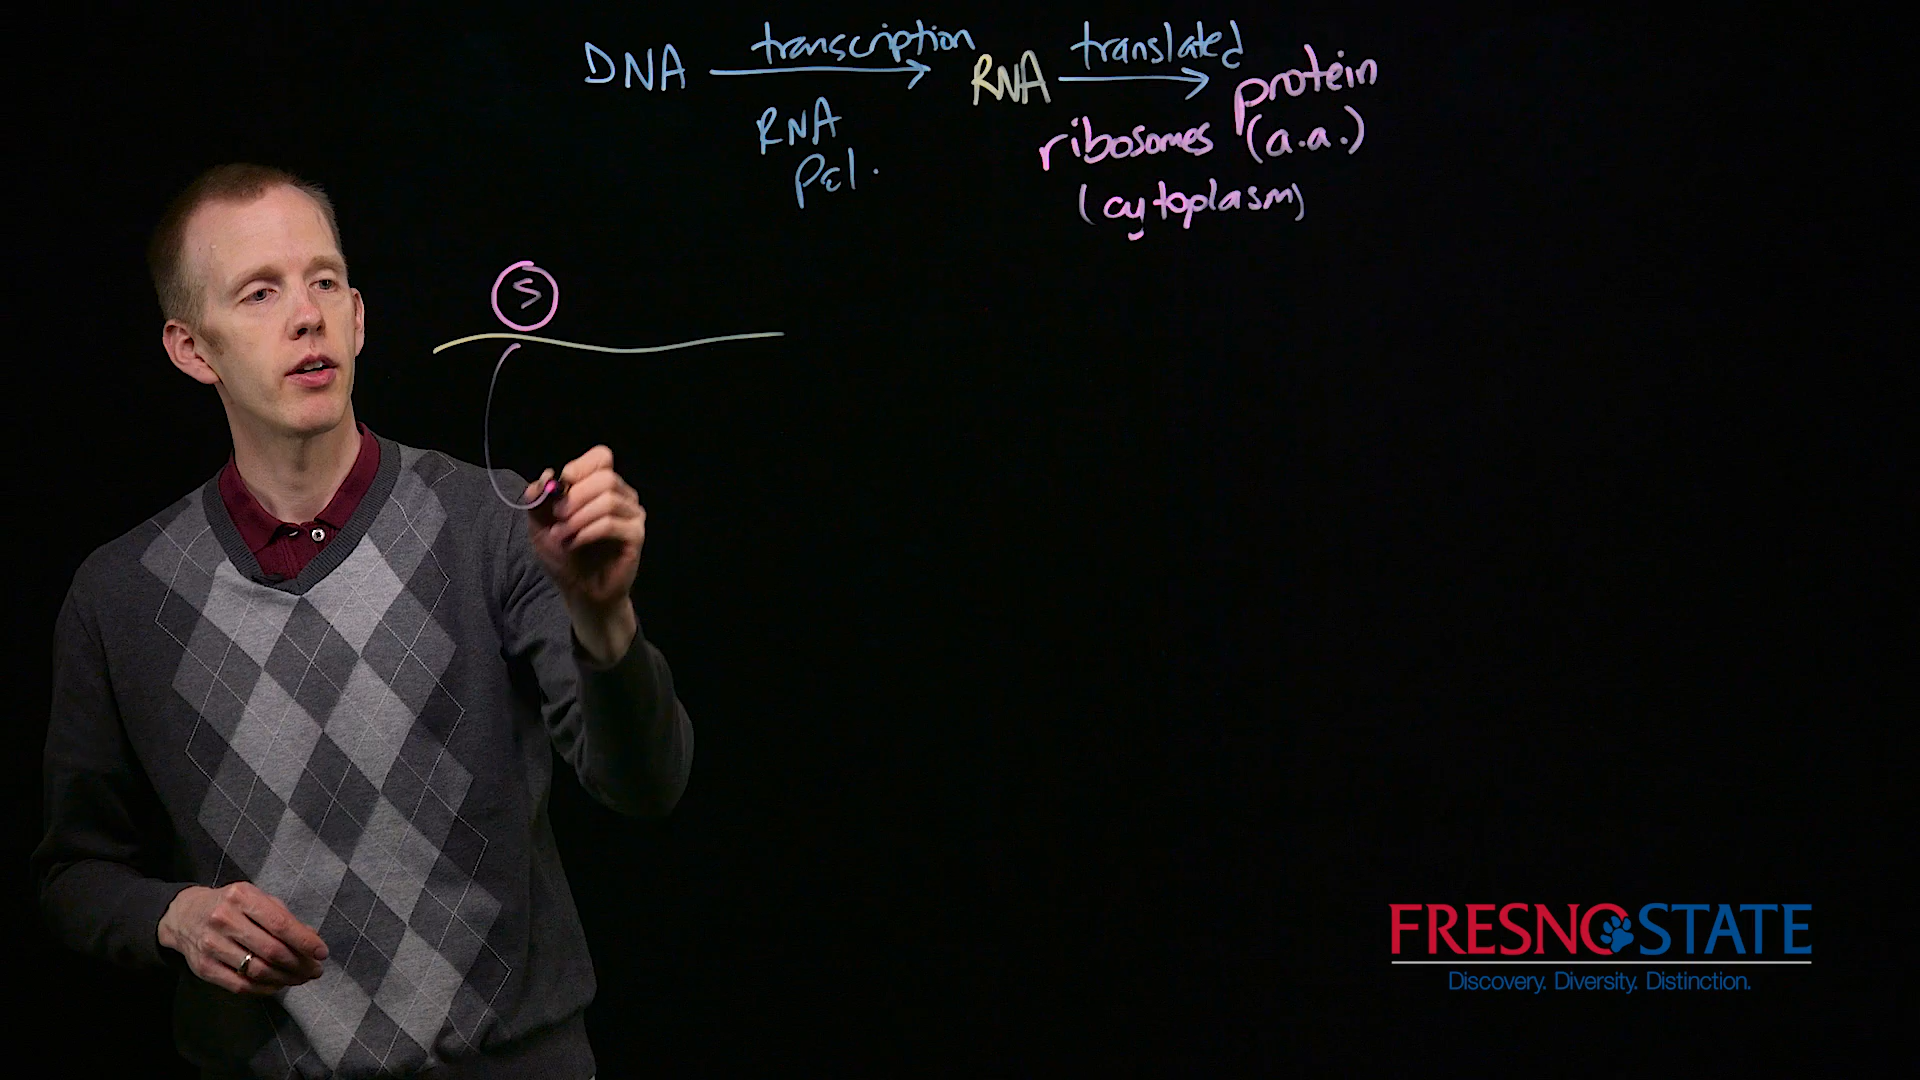 DNA transcription RNA translated protein
RNA pol.
ribosomes (a.a.)
(cytoplasm)
S
FRESNO STATE
Discovery. Diversity. Distinction.